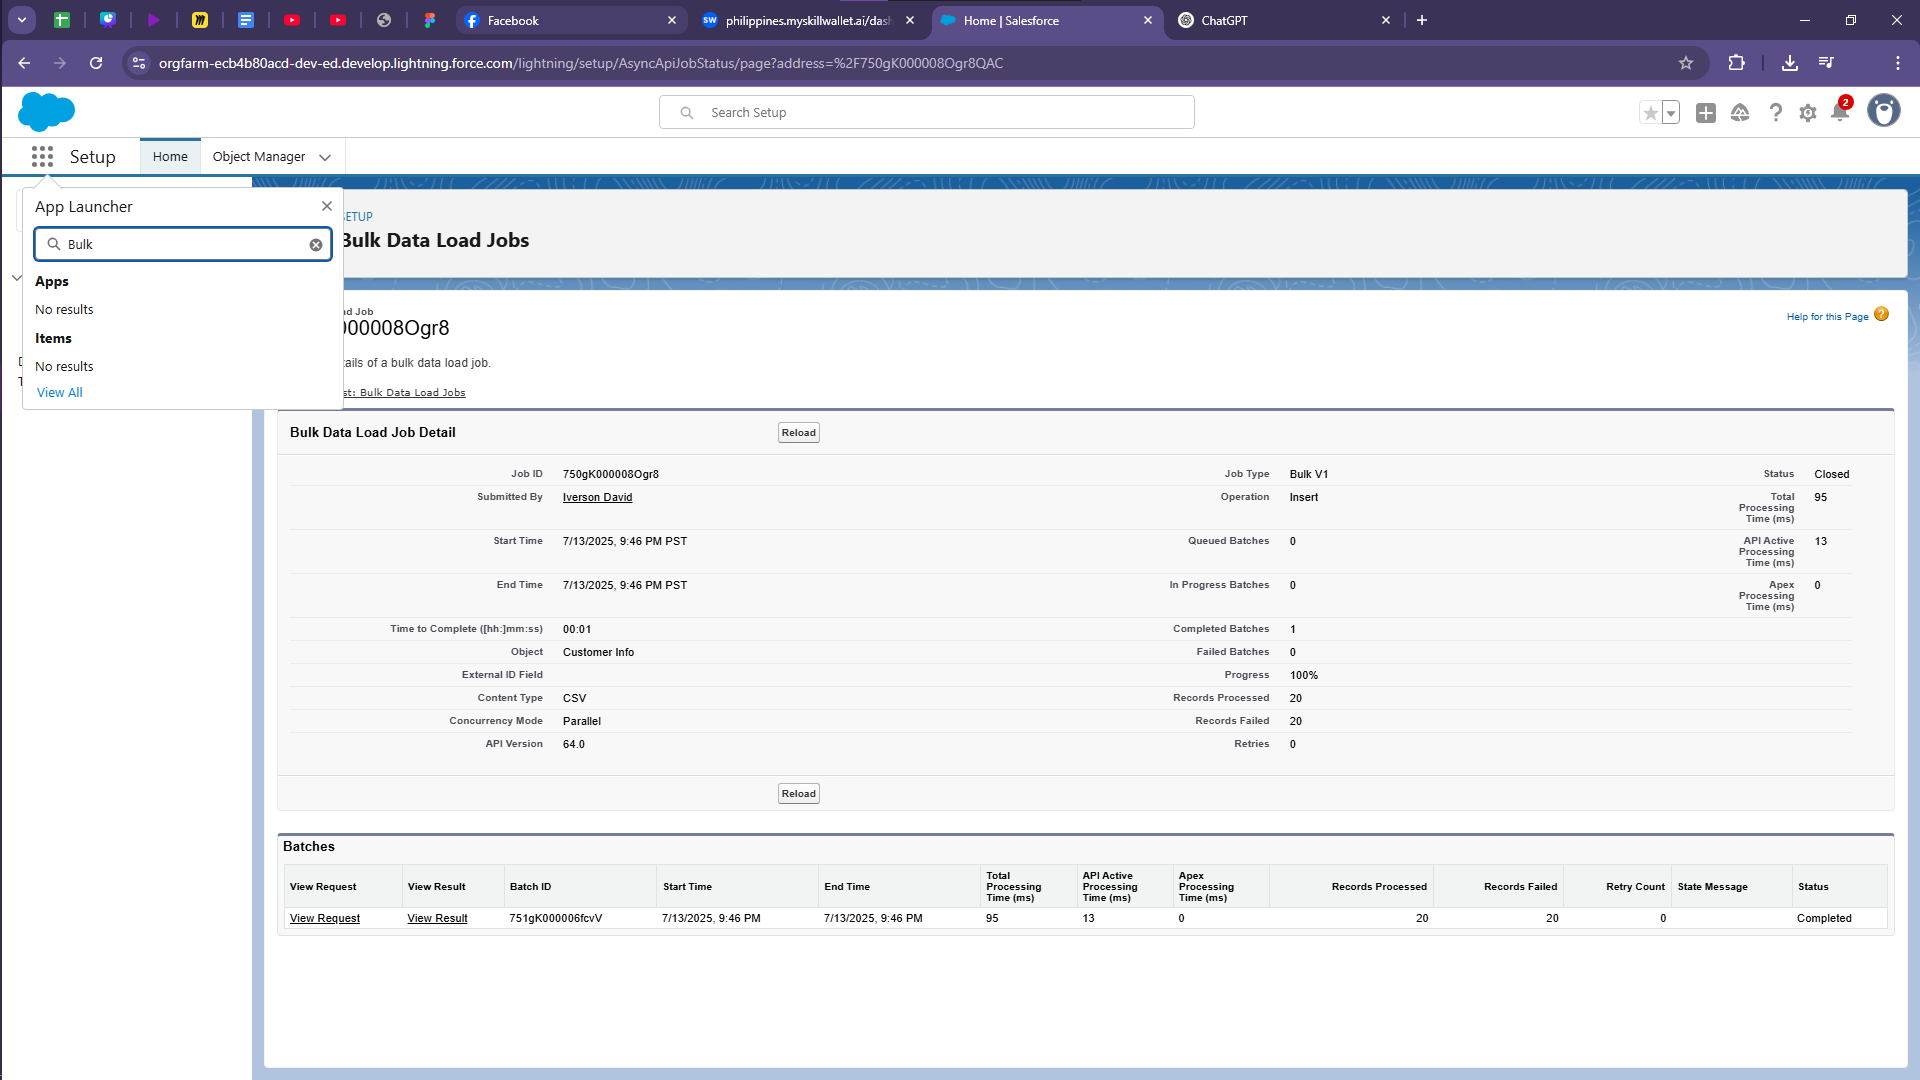 Facebook
philippines.myskillwallet.ai/dash
Home | Salesforce
ChatGPT
orgfarm-ecb4b80acd-dev-ed.develop.lightning.force.com/lightning/setup/AsyncApiJobStatus/page?address=%2F750gK000008Ogr8QAC
Search Setup
2
Setup
Home
Object Manager
App Launcher
Bulk
Apps
No results
Items
No results
View All
SETUP
Bulk Data Load Jobs
ad Job
000008Ogr8
Help for this Page
tails of a bulk data load job.
st: Bulk Data Load Jobs
Bulk Data Load Job Detail
Reload
Job ID 750gK000008Ogr8 Job Type Bulk V1 Status Closed
Submitted By Iverson David Operation Insert Total Processing Time (ms) 95
Start Time 7/13/2025, 9:46 PM PST Queued Batches 0 API Active Processing Time (ms) 13
End Time 7/13/2025, 9:46 PM PST In Progress Batches 0 Apex Processing Time (ms) 0
Time to Complete ([hh:]mm:ss) 00:01 Completed Batches 1
Object Customer Info Failed Batches 0
External ID Field Progress 100%
Content Type CSV Records Processed 20
Concurrency Mode Parallel Records Failed 20
API Version 64.0 Retries 0
Reload
Batches
View Request View Result Batch ID Start Time End Time Total Processing Time (ms) API Active Processing Time (ms) Apex Processing Time (ms) Records Processed Records Failed Retry Count State Message Status
View Request View Result 751gK000006fcvV 7/13/2025, 9:46 PM 7/13/2025, 9:46 PM 95 13 0 20 20 0 Completed